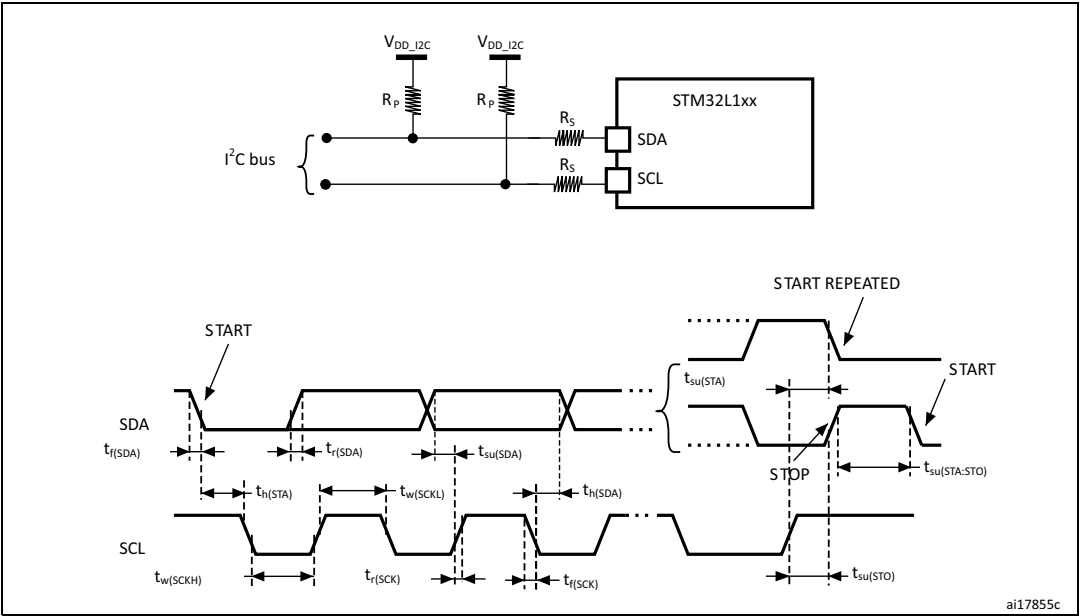 VDD_I2C VDD_I2C
RP RP
STM32L1xx
RS
SDA
I2C bus
RS
SCL
START REPEATED
START
tsu(STA)
START
SDA
tf(SDA) tr(SDA) tsu(SDA)
STOP
tsu(STA:STO)
th(STA) tw(SCKL) th(SDA)
SCL
tw(SCKH) tr(SCK) tf(SCK) tsu(STO)
ai17855c